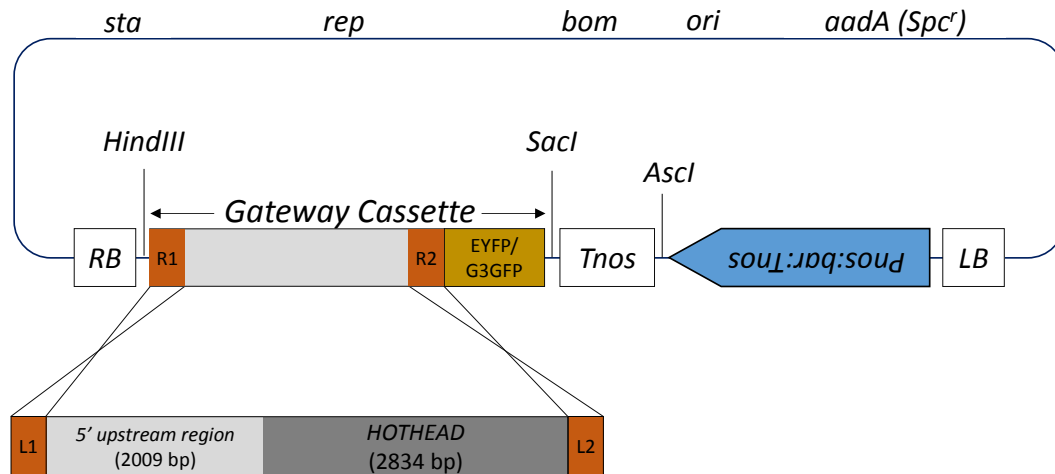 sta rep bom ori aadA (Spcʳ)
HindIII SacI AscI
Gateway Cassette
RB R1 R2 EYFP/
G3GFP Tnos Pnos:bar:Tnos LB
L1 5’ upstream region
(2009 bp) HOTHEAD
(2834 bp) L2